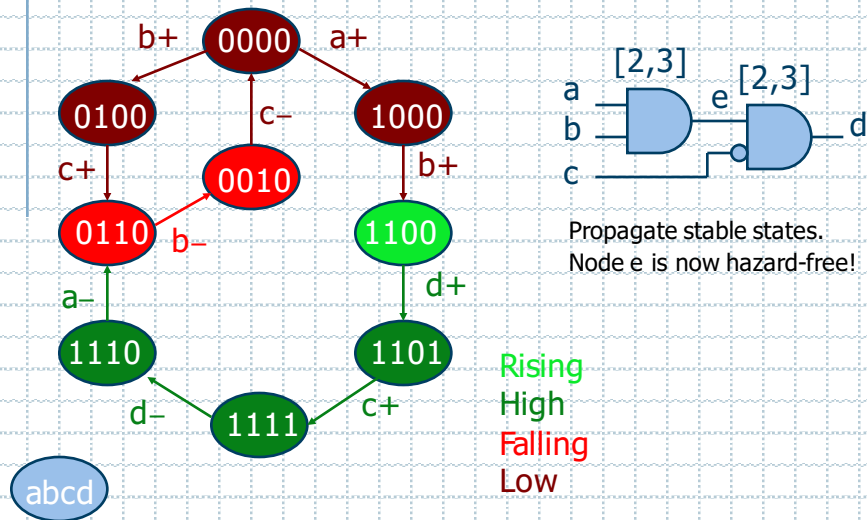 b+
0000
a+
0100
c–
1000
c+
0010
b+
0110
b–
1100
a–
d+
1110
1101
d–
1111
c+
abcd
Rising
High
Falling
Low
[2,3]
[2,3]
a
e
b
d
c
Propagate stable states.
Node e is now hazard-free!